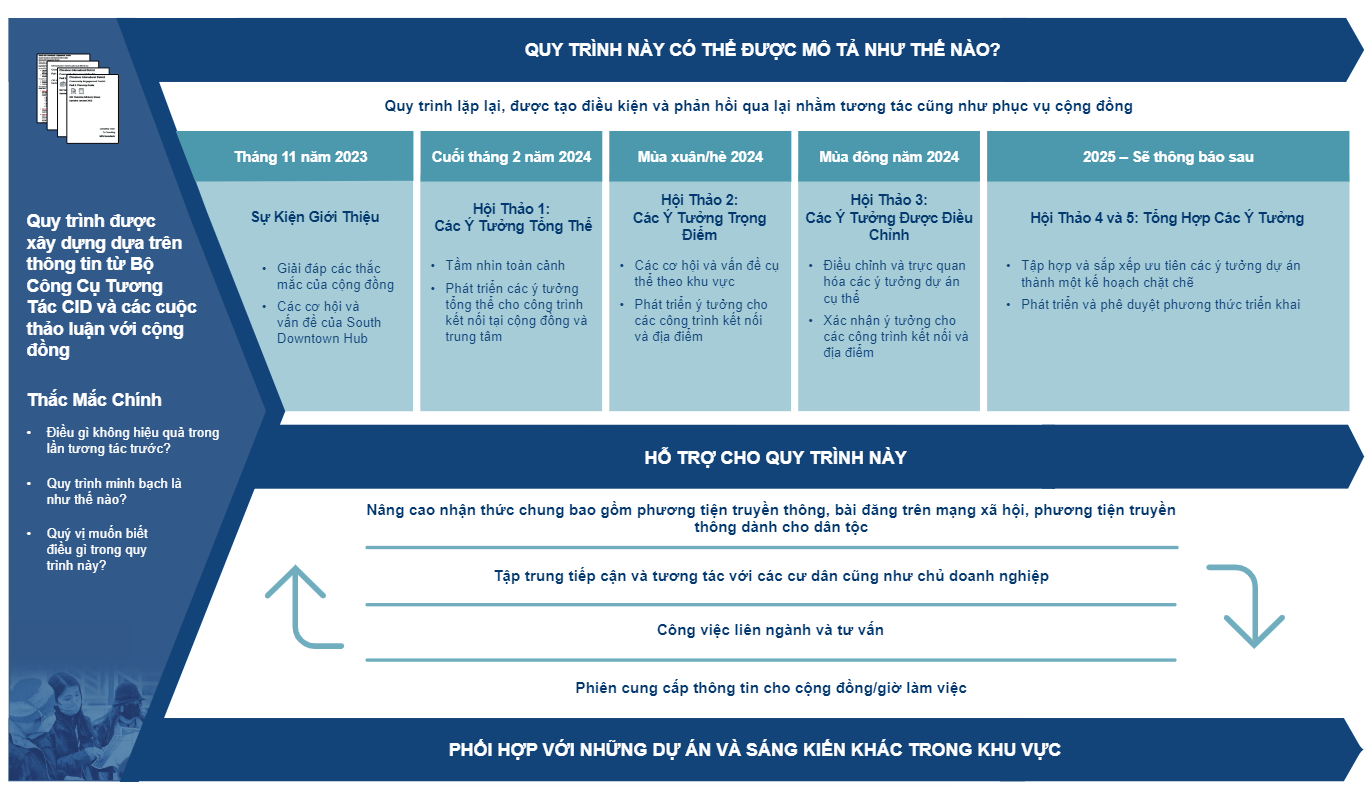 QUY TRÌNH NÀY CÓ THỂ ĐƯỢC MÔ TẢ NHƯ THẾ NÀO?
Quy trình lặp lại, được tạo điều kiện và phản hồi qua lại nhằm tương tác cũng như phục vụ cộng đồng
Quy trình được
xây dựng dựa trên
thông tin từ Bộ
Công Cụ Tương
Tác CID và các cuộc
thảo luận với cộng
đồng
Thắc Mắc Chính
• Điều gì không hiệu quả trong
lần tương tác trước?
• Quy trình minh bạch là
như thế nào?
• Quý vị muốn biết
điều gì trong quy
trình này?
Tháng 11 năm 2023
Sự Kiện Giới Thiệu
• Giải đáp các thắc
mắc của cộng đồng
• Các cơ hội và
vấn đề của South
Downtown Hub
Cuối tháng 2 năm 2024
Hội Thảo 1:
Các Ý Tưởng Tổng Thể
• Tầm nhìn toàn cảnh
• Phát triển các ý tưởng
tổng thể cho công trình
kết nối tại cộng đồng và
trung tâm
Mùa xuân/hè 2024
Hội Thảo 2:
Các Ý Tưởng Trọng
Điểm
• Các cơ hội và vấn đề cụ
thể theo khu vực
• Phát triển ý tưởng cho
các công trình kết nối
và địa điểm
Mùa đông năm 2024
Hội Thảo 3:
Các Ý Tưởng Được Điều
Chỉnh
• Điều chỉnh và trực quan
hóa các ý tưởng dự án
cụ thể
• Xác nhận ý tưởng cho
các công trình kết nối và
địa điểm
2025 – Sẽ thông báo sau
Hội Thảo 4 và 5: Tổng Hợp Các Ý Tưởng
• Tập hợp và sắp xếp ưu tiên các ý tưởng dự án
thành một kế hoạch chặt chẽ
• Phát triển và phê duyệt phương thức triển khai
HỖ TRỢ CHO QUY TRÌNH NÀY
Nâng cao nhận thức chung bao gồm phương tiện truyền thông, bài đăng trên mạng xã hội, phương tiện truyền
thông dành cho dân tộc
Tập trung tiếp cận và tương tác với các cư dân cũng như chủ doanh nghiệp
Công việc liên ngành và tư vấn
Phiên cung cấp thông tin cho cộng đồng/giờ làm việc
PHỐI HỢP VỚI NHỮNG DỰ ÁN VÀ SÁNG KIẾN KHÁC TRONG KHU VỰC